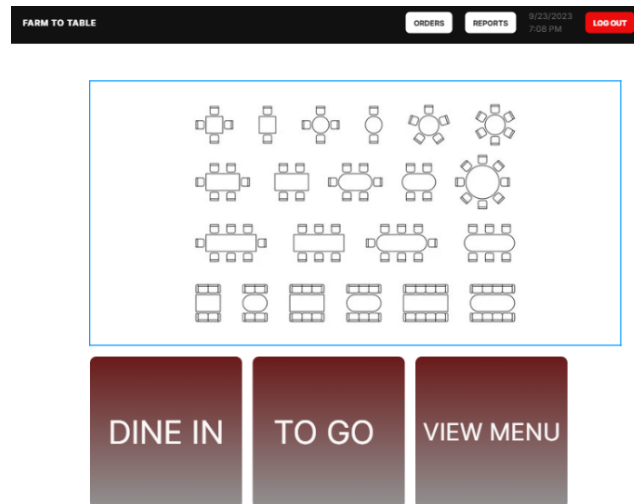 FARM TO TABLE
ORDERS
REPORTS
9/23/2023
7:08 PM
LOG OUT
DINE IN
TO GO
VIEW MENU